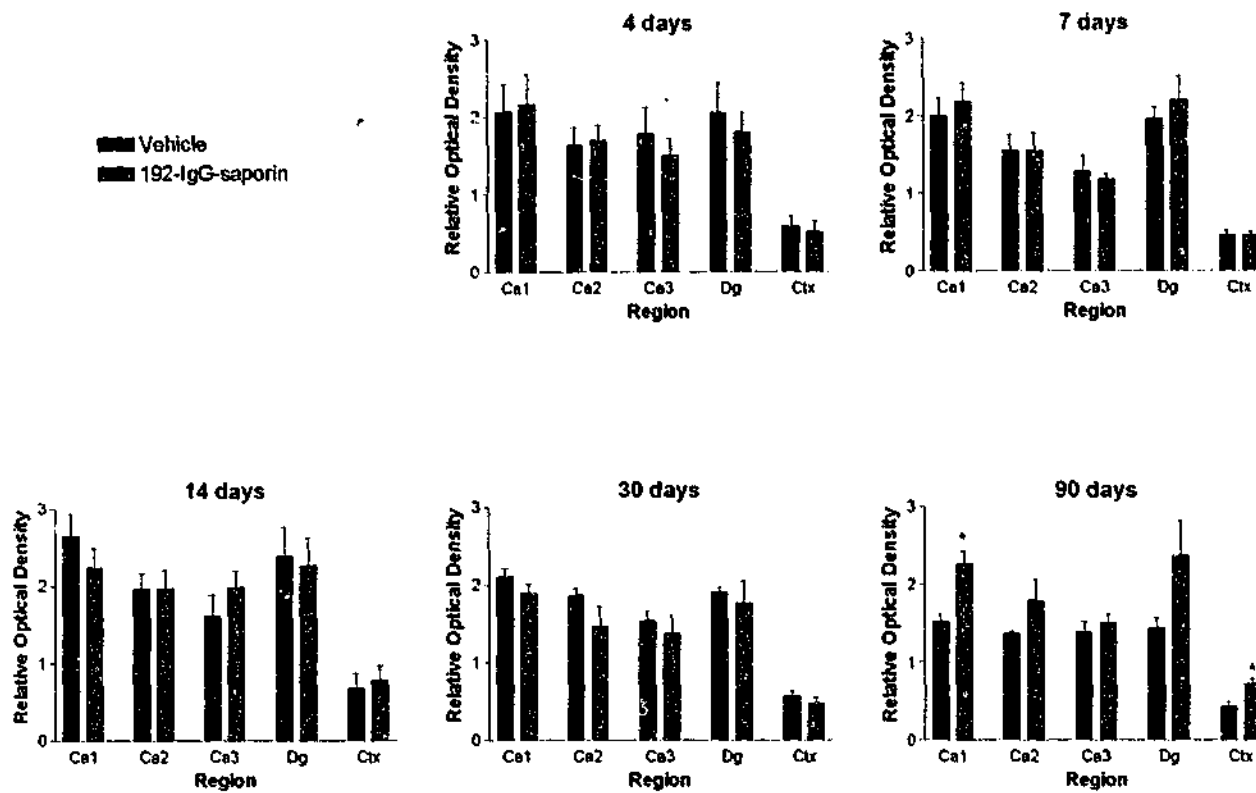 4 days
7 days
Vehicle
192-IgG-saporin
Relative Optical Density
3
2
1
0
Ca1 Ca2 Ca3 Dg Ctx
Region
Relative Optical Density
3
2
1
0
Ca1 Ca2 Ca3 Dg Ctx
Region
14 days
30 days
90 days
Relative Optical Density
3
2
1
0
Ca1 Ca2 Ca3 Dg Ctx
Region
Relative Optical Density
3
2
1
0
Ca1 Ca2 Ca3 Dg Ctx
Region
Relative Optical Density
3
2
1
0
*
*
Ca1 Ca2 Ca3 Dg Ctx
Region